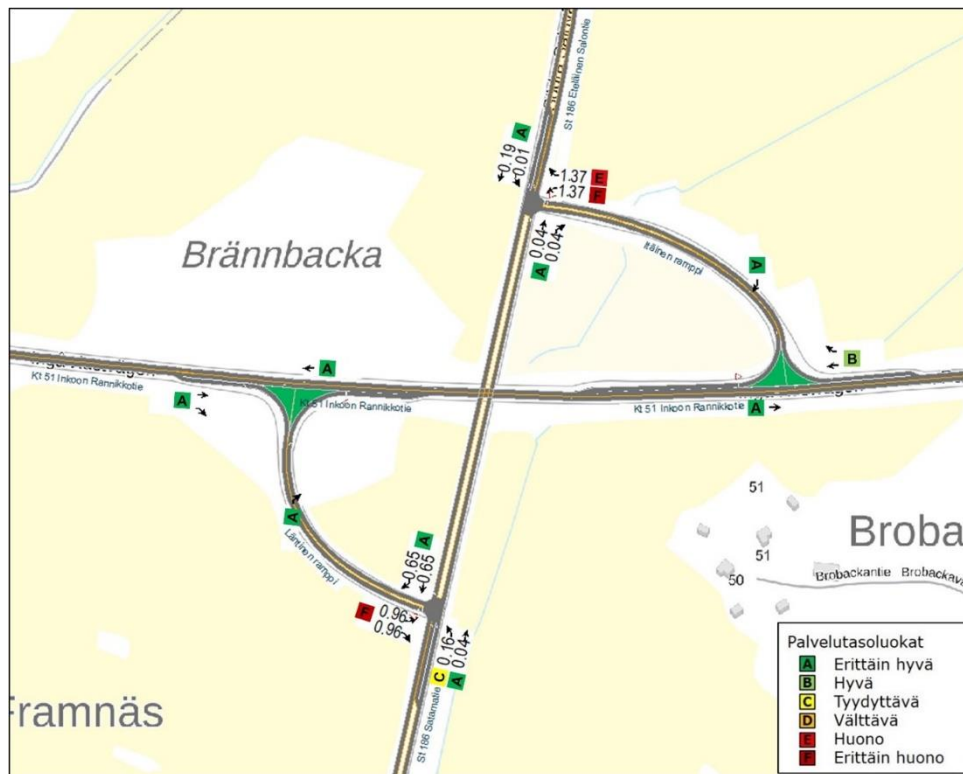 St 186 Eteläinen Salontie
A
0.19
0.01
1.37 E
1.37 F
0.04
0.04
A
Itäinen ramppi
A
Brännbacka
A
B
Kt 51 Inkoon Rannikkotie
A
Kt 51 Inkoon Rannikkotie
Kt 51 Inkoon Rannikkotie
A
A
Läntinen ramppi
A
0.65
0.65
F 0.96
0.96
0.16
0.04
C
A
St 186 Satamatie
51
51
50
Broba
Brobackantie Brobackava
Framnäs
Palvelutasoluokat
A Erittäin hyvä
B Hyvä
C Tyydyttävä
D Välttävä
E Huono
F Erittäin huono